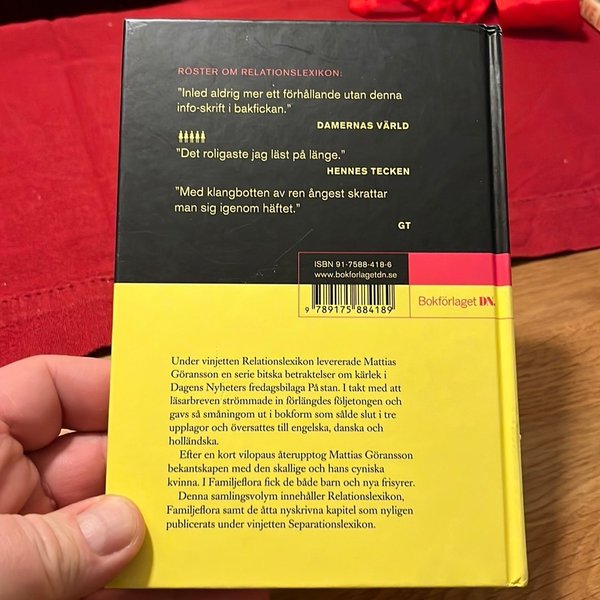 RÖSTER OM RELATIONSLEXIKON:
"Inled aldrig mer ett förhållande utan denna
info-skrift i bakfickan."
DAMERNAS VÄRLD
"Det roligaste jag läst på länge."
HENNES TECKEN
"Med klangbotten av ren ångest skrattar
man sig igenom häftet."
GT
ISBN 91-7588-418-6
www.bokforlagetdn.se
9 789175 884189
Bokförlaget DN.
Under vinjetten Relationslexikon levererade Mattias
Göransson en serie bitska betraktelser om kärlek i
Dagens Nyheters fredagsbilaga På stan. I takt med att
läsarbreven strömmade in förlängdes följetongen och
gavs så småningom ut i bokform som sålde slut i tre
upplagor och översattes till engelska, danska och
holländska.
Efter en kort vilopaus återupptog Mattias Göransson
bekantskapen med den skallige och hans cyniska
kvinna. I Familjeflora fick de både barn och nya frisyrer.
Denna samlingsvolym innehåller Relationslexikon,
Familjeflora samt de åtta nyskrivna kapitel som nyligen
publicerats under vinjetten Separationslexikon.